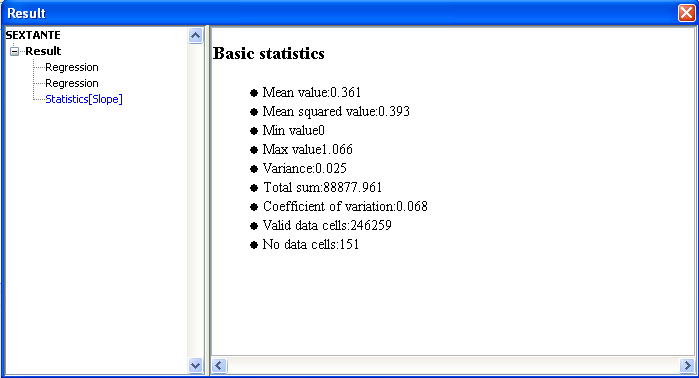 Result
SEXTANTE
Result
Regression
Regression
Statistics[Slope]
Basic statistics
Mean value:0.361
Mean squared value:0.393
Min value0
Max value1.066
Variance:0.025
Total sum:88877.961
Coefficient of variation:0.068
Valid data cells:246259
No data cells:151